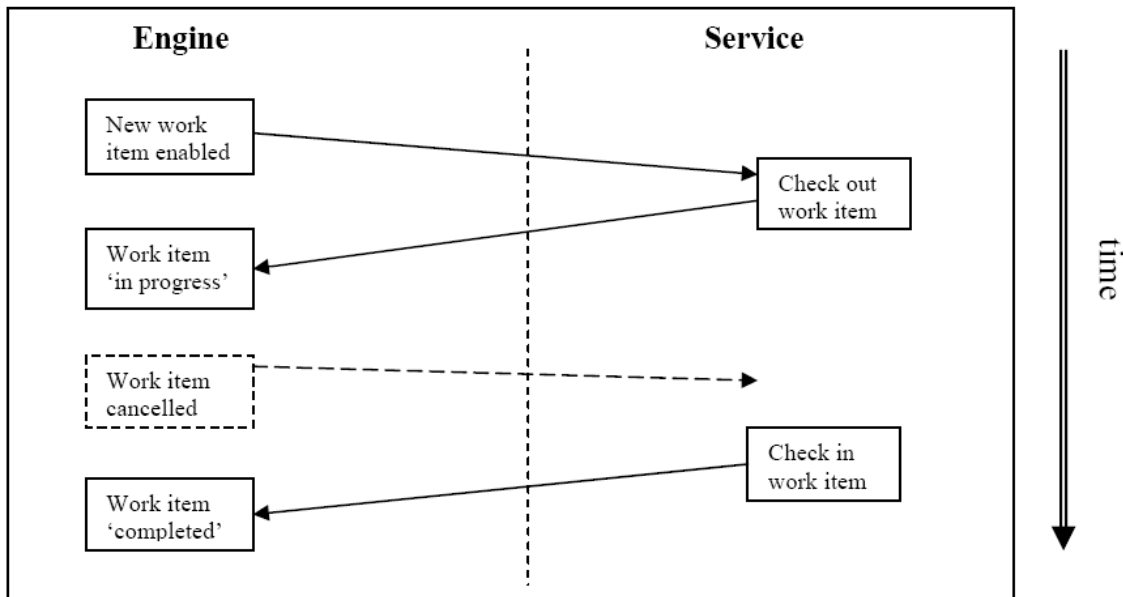 Engine
Service
New work
item enabled
Check out
work item
Work item
‘in progress’
Work item
cancelled
Check in
work item
Work item
‘completed’
time